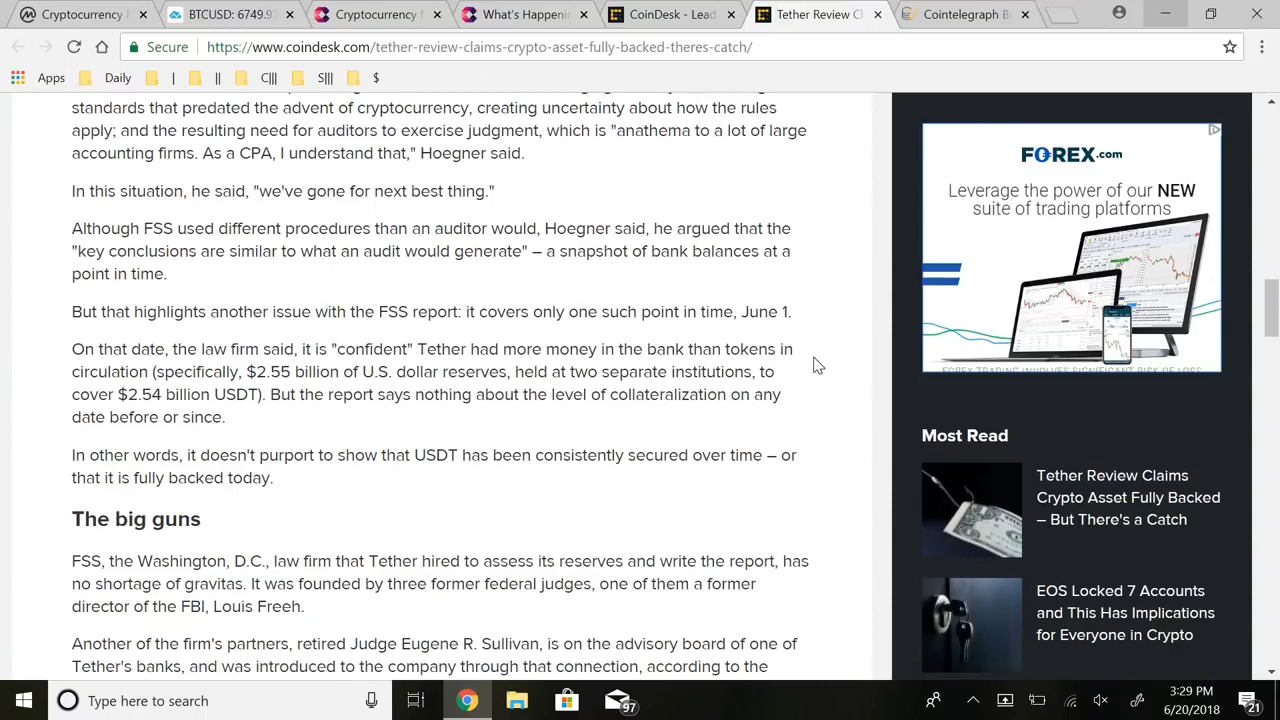 Cryptocurrency M
BTCUSD: 6749.97
Cryptocurrency N
What's Happenin
CoinDesk - Lead
Tether Review Cl
Cointelegraph B
Secure
https://www.coindesk.com/tether-review-claims-crypto-asset-fully-backed-theres-catch/
Apps
Daily
|
||
C|||
S|||
$
standards that predated the advent of cryptocurrency, creating uncertainty about how the rules
apply; and the resulting need for auditors to exercise judgment, which is "anathema to a lot of large
accounting firms. As a CPA, I understand that," Hoegner said.
In this situation, he said, "we've gone for next best thing."
Although FSS used different procedures than an auditor would, Hoegner said, he argued that the
"key conclusions are similar to what an audit would generate" – a snapshot of bank balances at a
point in time.
But that highlights another issue with the FSS report: it covers only one such point in time, June 1.
On that date, the law firm said, it is "confident" Tether had more money in the bank than tokens in
circulation (specifically, $2.55 billion of U.S. dollar reserves, held at two separate institutions, to
cover $2.54 billion USDT). But the report says nothing about the level of collateralization on any
date before or since.
In other words, it doesn't purport to show that USDT has been consistently secured over time – or
that it is fully backed today.
The big guns
FSS, the Washington, D.C., law firm that Tether hired to assess its reserves and write the report, has
no shortage of gravitas. It was founded by three former federal judges, one of them a former
director of the FBI, Louis Freeh.
Another of the firm's partners, retired Judge Eugene R. Sullivan, is on the advisory board of one of
Tether's banks, and was introduced to the company through that connection, according to the
FOREX.com
Leverage the power of our NEW
suite of trading platforms
FOREX TRADING INVOLVES SIGNIFICANT RISK OF LOSS
Most Read
Tether Review Claims
Crypto Asset Fully Backed
– But There's a Catch
EOS Locked 7 Accounts
and This Has Implications
for Everyone in Crypto
Type here to search
97
3:29 PM
6/20/2018
21